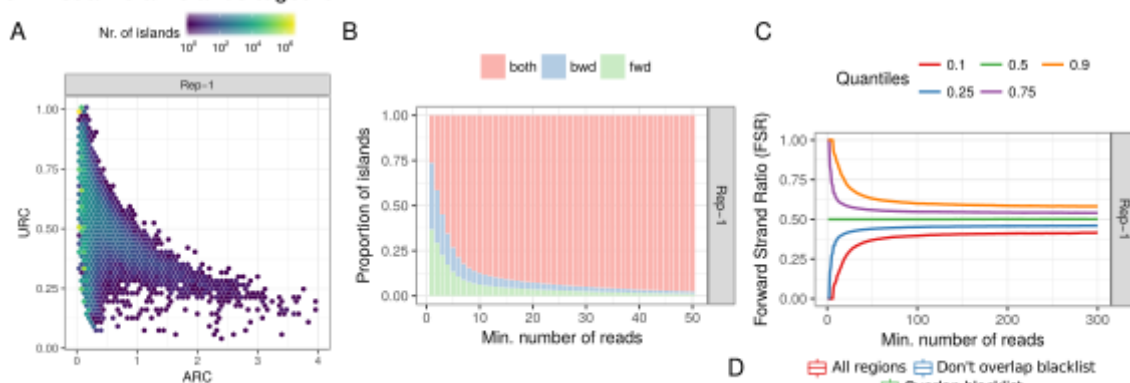 A
Nr. of islands
10⁰ 10² 10⁴ 10⁶
Rep-1
1.00
0.75
0.50
0.25
0.00
URC
0 1 2 3 4
ARC
B
both bwd fwd
1.00
0.75
0.50
0.25
0.00
Proportion of islands
Rep-1
0 10 20 30 40 50
Min. number of reads
C
Quantiles
0.1 0.5 0.9
0.25 0.75
1.00
0.75
0.50
0.25
0.00
Forward Strand Ratio (FSR)
Rep-1
0 100 200 300
Min. number of reads
D
All regions Don't overlap blacklist